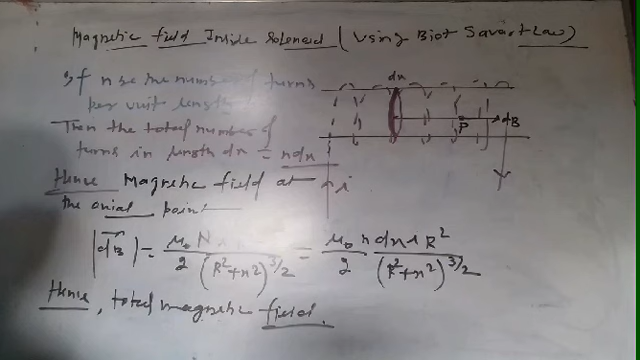 Magnetic field Inside Solenoid (Using Biot Savart Law)
If n be the number of turns
per unit length
Then the total number of
turns in length dx = ndx
Hence Magnetic field at
the axial point
|dB| = μ₀ N i R² / 2 (R²+x²)^3/2 = μ₀ n dx i R² / 2 (R²+x²)^3/2
Hence, total magnetic field.
dx
P
dB
i